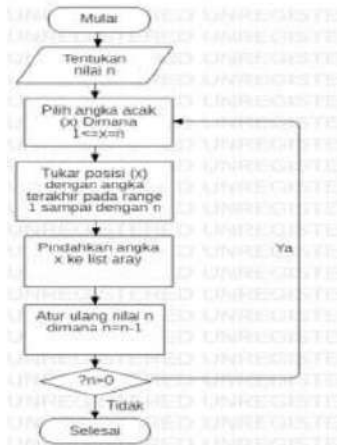 Mulai
Tentukan
nilai n
Pilih angka acak
(x) Dimana
1<=x=n
Tukar posisi (x)
dengan angka
terakhir pada range
1 sampai dengan n
Pindahkan angka
x ke list aray
Ya
Atur ulang nilai n
dimana n=n-1
?n=0
Tidak
Selesai